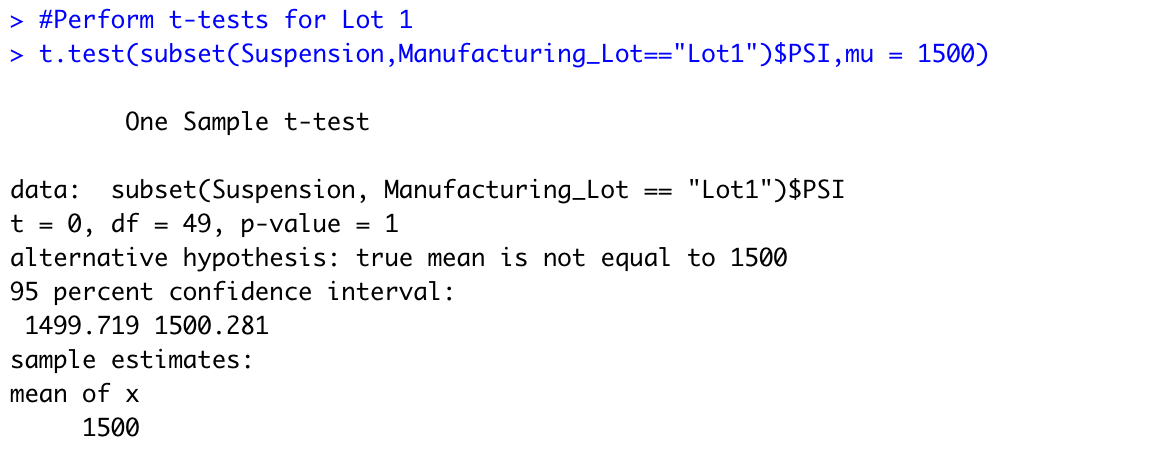 > #Perform t-tests for Lot 1
> t.test(subset(Suspension,Manufacturing_Lot=="Lot1")$PSI,mu = 1500)
One Sample t-test
data:  subset(Suspension, Manufacturing_Lot == "Lot1")$PSI
t = 0, df = 49, p-value = 1
alternative hypothesis: true mean is not equal to 1500
95 percent confidence interval:
1499.719 1500.281
sample estimates:
mean of x
1500